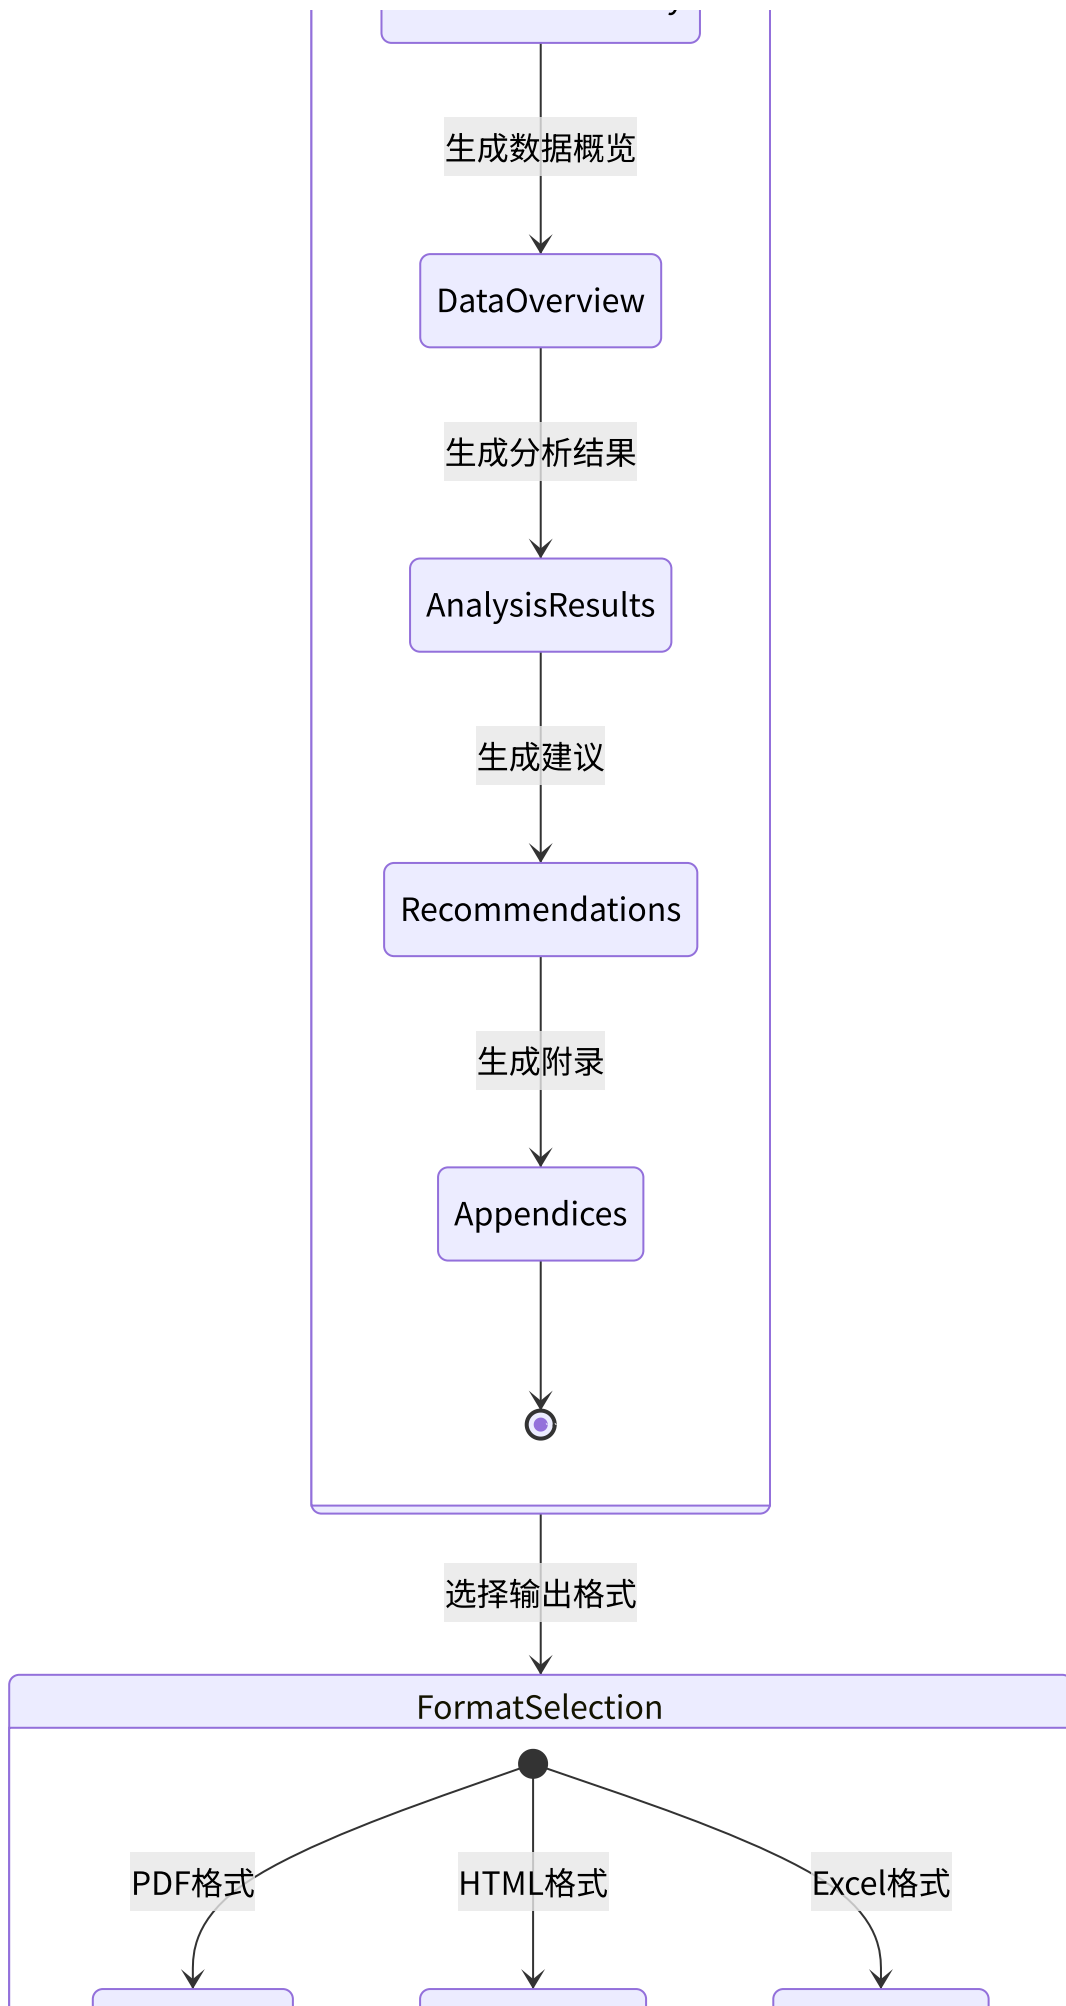 生成数据概览
DataOverview
生成分析结果
AnalysisResults
生成建议
Recommendations
生成附录
Appendices
选择输出格式
FormatSelection
PDF格式
HTML格式
Excel格式